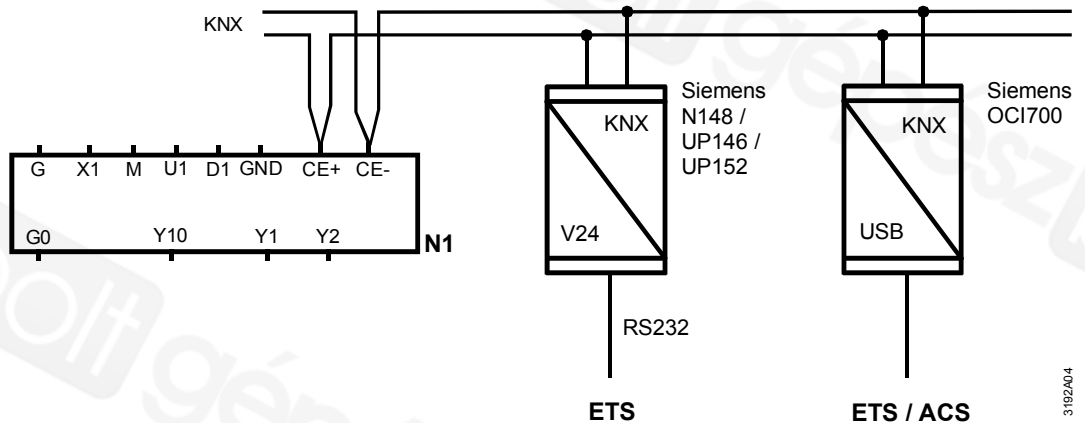 KNX
Siemens
N148 /
UP146 /
UP152
KNX
V24
Siemens
OCI700
KNX
USB
G X1 M U1 D1 GND CE+ CE-
G0 Y10 Y1 Y2
N1
RS232
ETS
ETS / ACS
3192A04